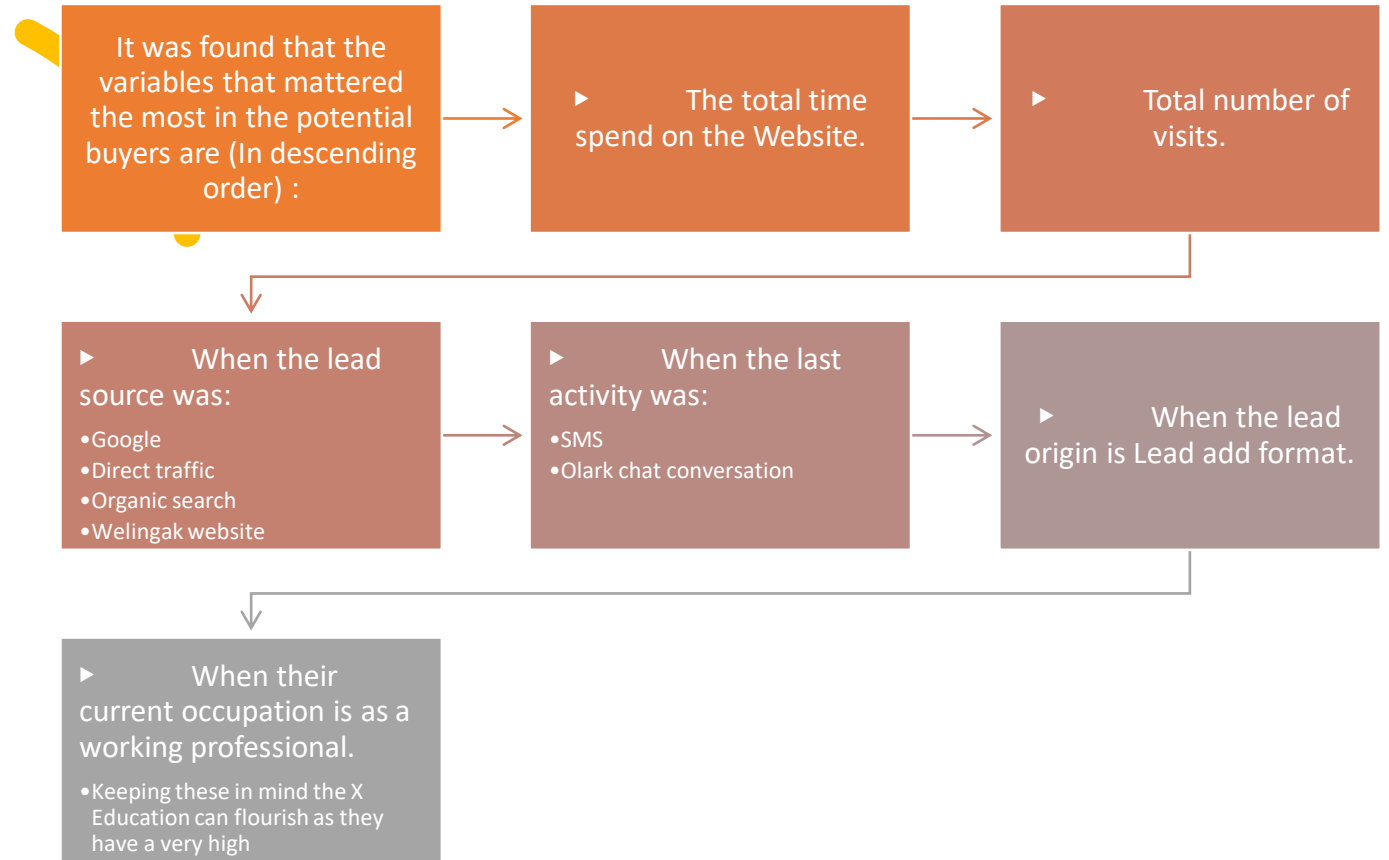 It was found that the
variables that mattered
the most in the potential
buyers are (In descending
order) :
▶ The total time
spend on the Website.
▶ Total number of
visits.
▶ When the lead
source was:
•Google
•Direct traffic
•Organic search
•Welingak website
▶ When the last
activity was:
•SMS
•Olark chat conversation
▶ When the lead
origin is Lead add format.
▶ When their
current occupation is as a
working professional.
•Keeping these in mind the X
Education can flourish as they
have a very high